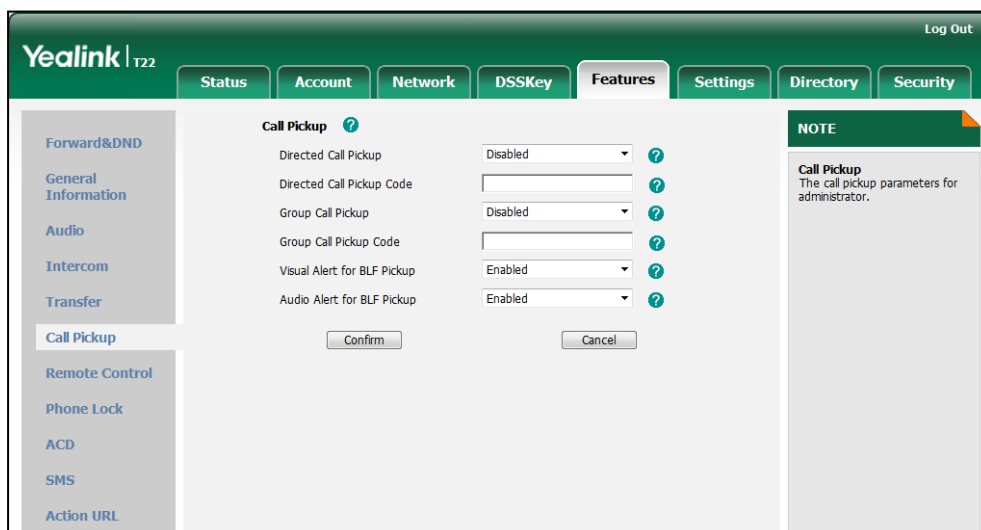 Log Out
Yealink T22
Status Account Network DSSKey Features Settings Directory Security
Forward&DND
General
Information
Audio
Intercom
Transfer
Call Pickup
Remote Control
Phone Lock
ACD
SMS
Action URL
Call Pickup ?
Directed Call Pickup Disabled ?
Directed Call Pickup Code ?
Group Call Pickup Disabled ?
Group Call Pickup Code ?
Visual Alert for BLF Pickup Enabled ?
Audio Alert for BLF Pickup Enabled ?
Confirm Cancel
NOTE
Call Pickup
The call pickup parameters for
administrator.